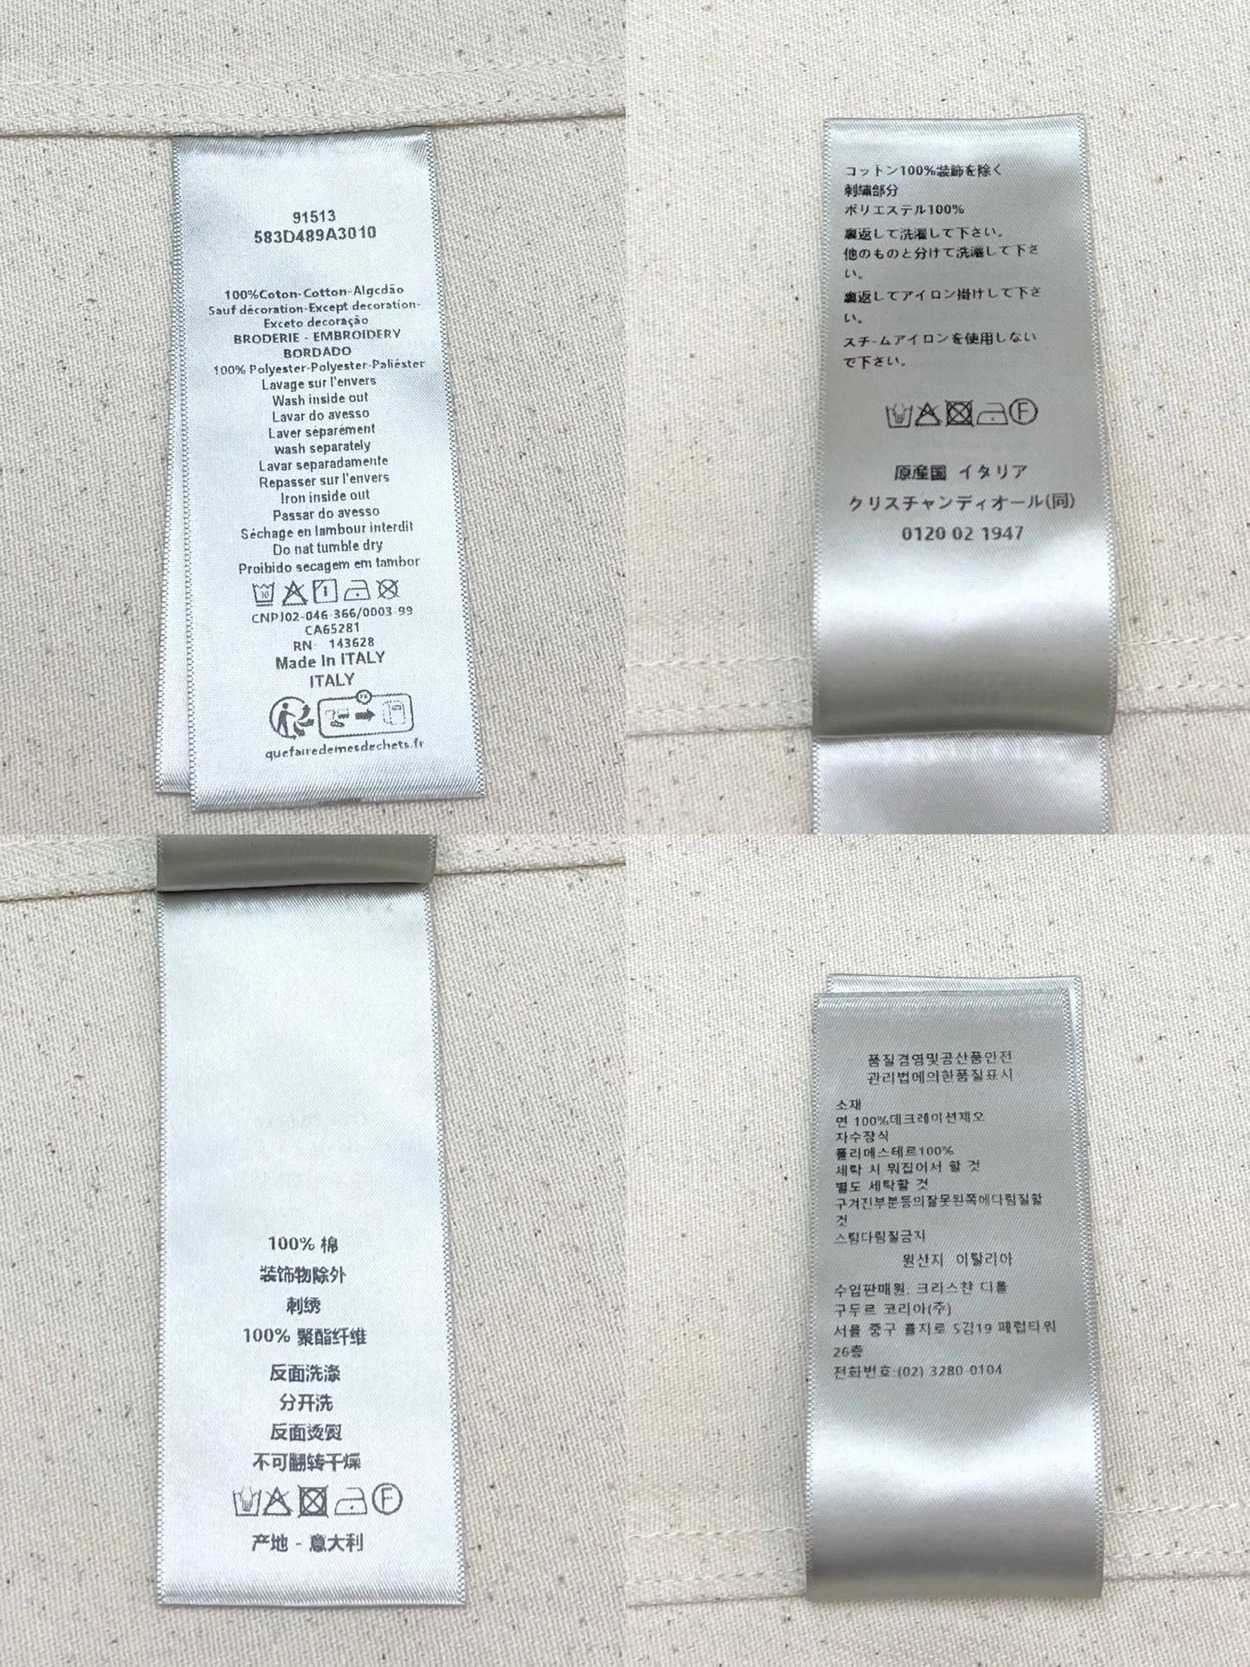 91513
583D489A3010
100%Coton-Cotton-Algcdão
Sauf décoration-Except decoration-
Exceto decoração
BRODERIE - EMBROIDERY
BORDADO
100% Polyester-Polyester-Paliéster
Lavage sur l'envers
Wash inside out
Lavar do avesso
Laver séparément
wash separately
Lavar separadamente
Repasser sur l'envers
Iron inside out
Passar do avesso
Séchage en lambour interdit
Do nat tumble dry
Proibido secagem em tambor
30
CNPJ02-046-366/0003-99
CA65281
RN 143628
Made In ITALY
ITALY
FR
quefairedemesdechets.fr
コットン100%装飾を除く
刺繍部分
ポリエステル100%
裏返して洗濯して下さい。
他のものと分けて洗濯して下さ
い。
裏返してアイロン掛けして下さ
い。
スチームアイロンを使用しない
で下さい。
F
原産国 イタリア
クリスチャンディオール(同)
0120 02 1947
100% 棉
装饰物除外
刺绣
100% 聚酯纤维
反面洗涤
分开洗
反面烫熨
不可翻转干燥
F
产地 - 意大利
품질경영및공산품안전
관리법메의한품질표시
소재
면 100%데크레이션제오
자수장식
폴리메스테르100%
세탁 시 뒤집어서 할 것
별도 세탁할 것
구겨진부분등의잘못왼쪽에다림질할
것
스팀다림질금지
원산지 이탈리아
수입판매원: 크리스챤 디올
구두르 코리아(주)
서울 중구 을지로 5길19 페럼타워
26층
전화번호:(02) 3280-0104